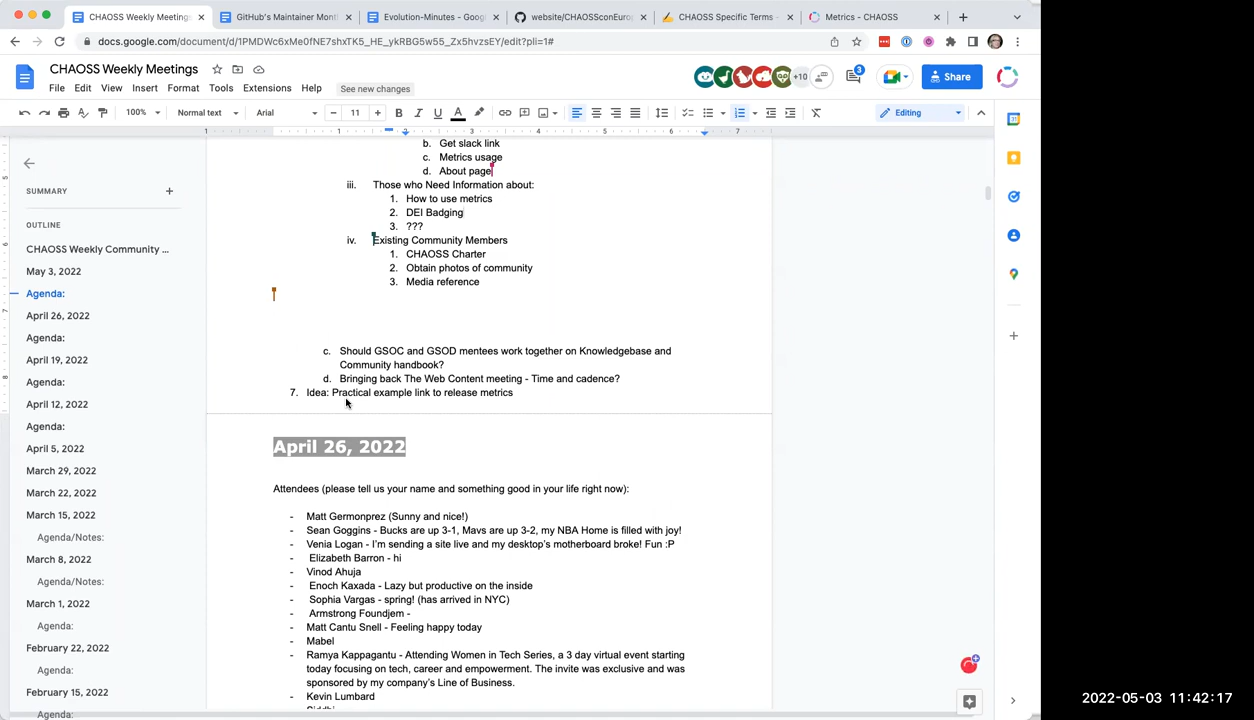 CHAOSS Weekly Meetings
GitHub's Maintainer Mon
Evolution-Minutes - Goog
website/CHAOSSconEuro
CHAOSS Specific Terms -
Metrics - CHAOSS
docs.google.com/document/d/1PMDWc6xMe0fNE7shxTK5_HE_ykRBG5w55_Zx5hvzsEY/edit?pli=1#
CHAOSS Weekly Meetings
+10
3
Share
File Edit View Insert Format Tools Extensions Help
See new changes
100%
Normal text
Arial
11
Editing
1 1 2 3 4 5 6 7
b. Get slack link
c. Metrics usage
d. About page
iii. Those who Need Information about:
1. How to use metrics
2. DEI Badging
3. ???
iv. Existing Community Members
1. CHAOSS Charter
2. Obtain photos of community
3. Media reference
c. Should GSOC and GSOD mentees work together on Knowledgebase and
Community handbook?
d. Bringing back The Web Content meeting - Time and cadence?
7. Idea: Practical example link to release metrics
April 26, 2022
Attendees (please tell us your name and something good in your life right now):
- Matt Germonprez (Sunny and nice!)
- Sean Goggins - Bucks are up 3-1, Mavs are up 3-2, my NBA Home is filled with joy!
- Venia Logan - I'm sending a site live and my desktop's motherboard broke! Fun :P
- Elizabeth Barron - hi
- Vinod Ahuja
- Enoch Kaxada - Lazy but productive on the inside
- Sophia Vargas - spring! (has arrived in NYC)
- Armstrong Foundjem -
- Matt Cantu Snell - Feeling happy today
- Mabel
- Ramya Kappagantu - Attending Women in Tech Series, a 3 day virtual event starting
today focusing on tech, career and empowerment. The invite was exclusive and was
sponsored by my company's Line of Business.
- Kevin Lumbard
SUMMARY
OUTLINE
CHAOSS Weekly Community ...
May 3, 2022
Agenda:
April 26, 2022
Agenda:
April 19, 2022
Agenda:
April 12, 2022
Agenda:
April 5, 2022
March 29, 2022
March 22, 2022
March 15, 2022
Agenda/Notes:
March 8, 2022
Agenda/Notes:
March 1, 2022
Agenda:
February 22, 2022
Agenda:
February 15, 2022
Agenda:
2022-05-03 11:42:17